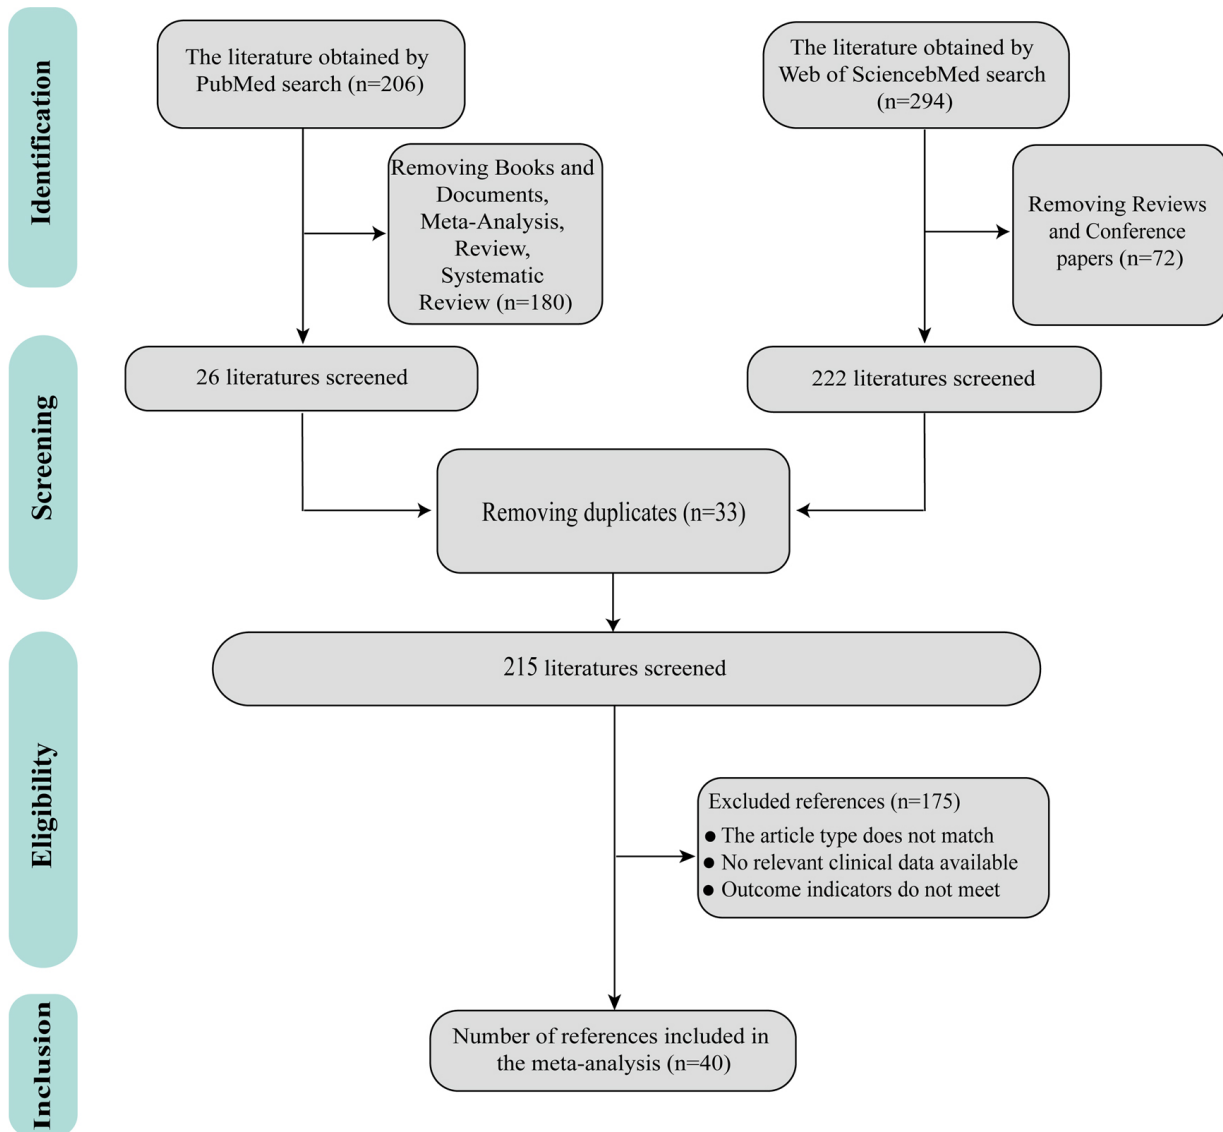 Identification
The literature obtained by
PubMed search (n=206)
The literature obtained by
Web of SciencebMed search
(n=294)
Removing Books and
Documents,
Meta-Analysis,
Review,
Systematic
Review (n=180)
Removing Reviews
and Conference
papers (n=72)
Screening
26 literatures screened
222 literatures screened
Removing duplicates (n=33)
Eligibility
215 literatures screened
Excluded references (n=175)
● The article type does not match
● No relevant clinical data available
● Outcome indicators do not meet
Inclusion
Number of references included in
the meta-analysis (n=40)